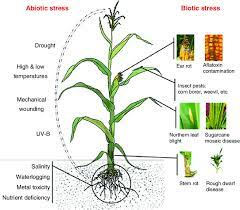 Abiotic stress
Biotic stress
Drought
High & low
temperatures
Mechanical
wounding
UV-B
Salinity
Waterlogging
Metal toxicity
Nutrient deficiency
Ear rot
Aflatoxin
contamination
Insect pests:
corn borer, weevil, etc.
Northern leaf
blight
Sugarcane
mosaic disease
Stem rot
Rough dwarf
disease